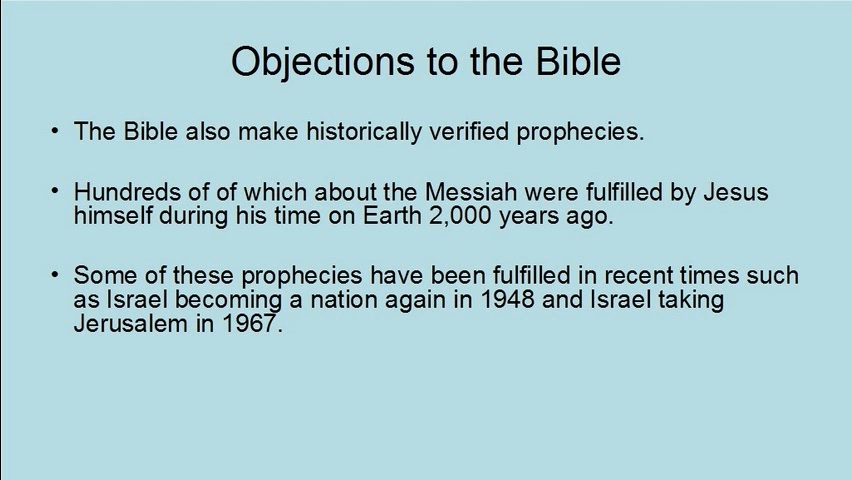 Objections to the Bible
• The Bible also make historically verified prophecies.
• Hundreds of of which about the Messiah were fulfilled by Jesus
himself during his time on Earth 2,000 years ago.
• Some of these prophecies have been fulfilled in recent times such
as Israel becoming a nation again in 1948 and Israel taking
Jerusalem in 1967.